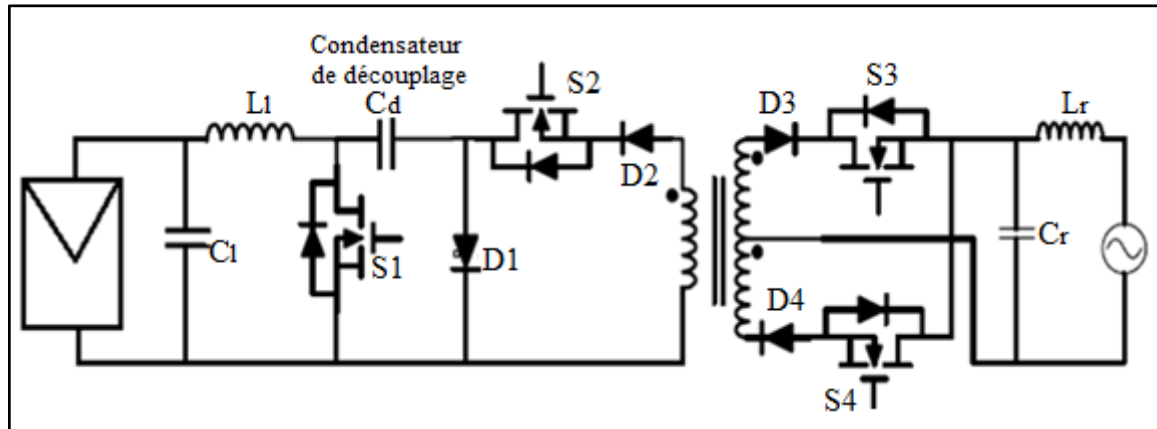 Condensateur
de découplage
S2
S3
L1
Cd
D3
Lr
D2
C1
S1
D1
Cr
D4
S4